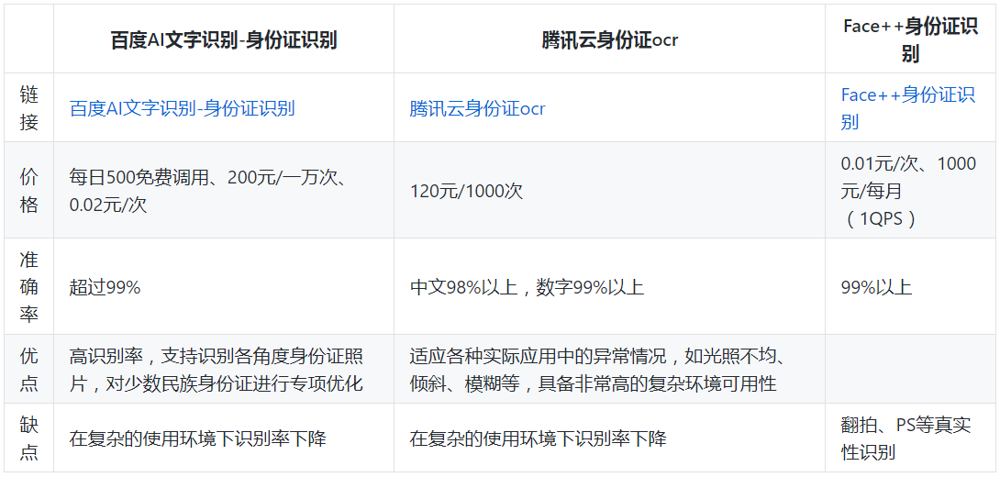 百度AI文字识别-身份证识别
腾讯云身份证ocr
Face++身份证识
别
链
接
百度AI文字识别-身份证识别
腾讯云身份证ocr
Face++身份证识
别
价
格
每日500免费调用、200元/一万次、
0.02元/次
120元/1000次
0.01元/次、1000
元/每月
（1QPS）
准
确
率
超过99%
中文98%以上，数字99%以上
99%以上
优
点
高识别率，支持识别各角度身份证照
片，对少数民族身份证进行专项优化
适应各种实际应用中的异常情况，如光照不均、
倾斜、模糊等，具备非常高的复杂环境可用性
缺
点
在复杂的使用环境下识别率下降
在复杂的使用环境下识别率下降
翻拍、PS等真实
性识别